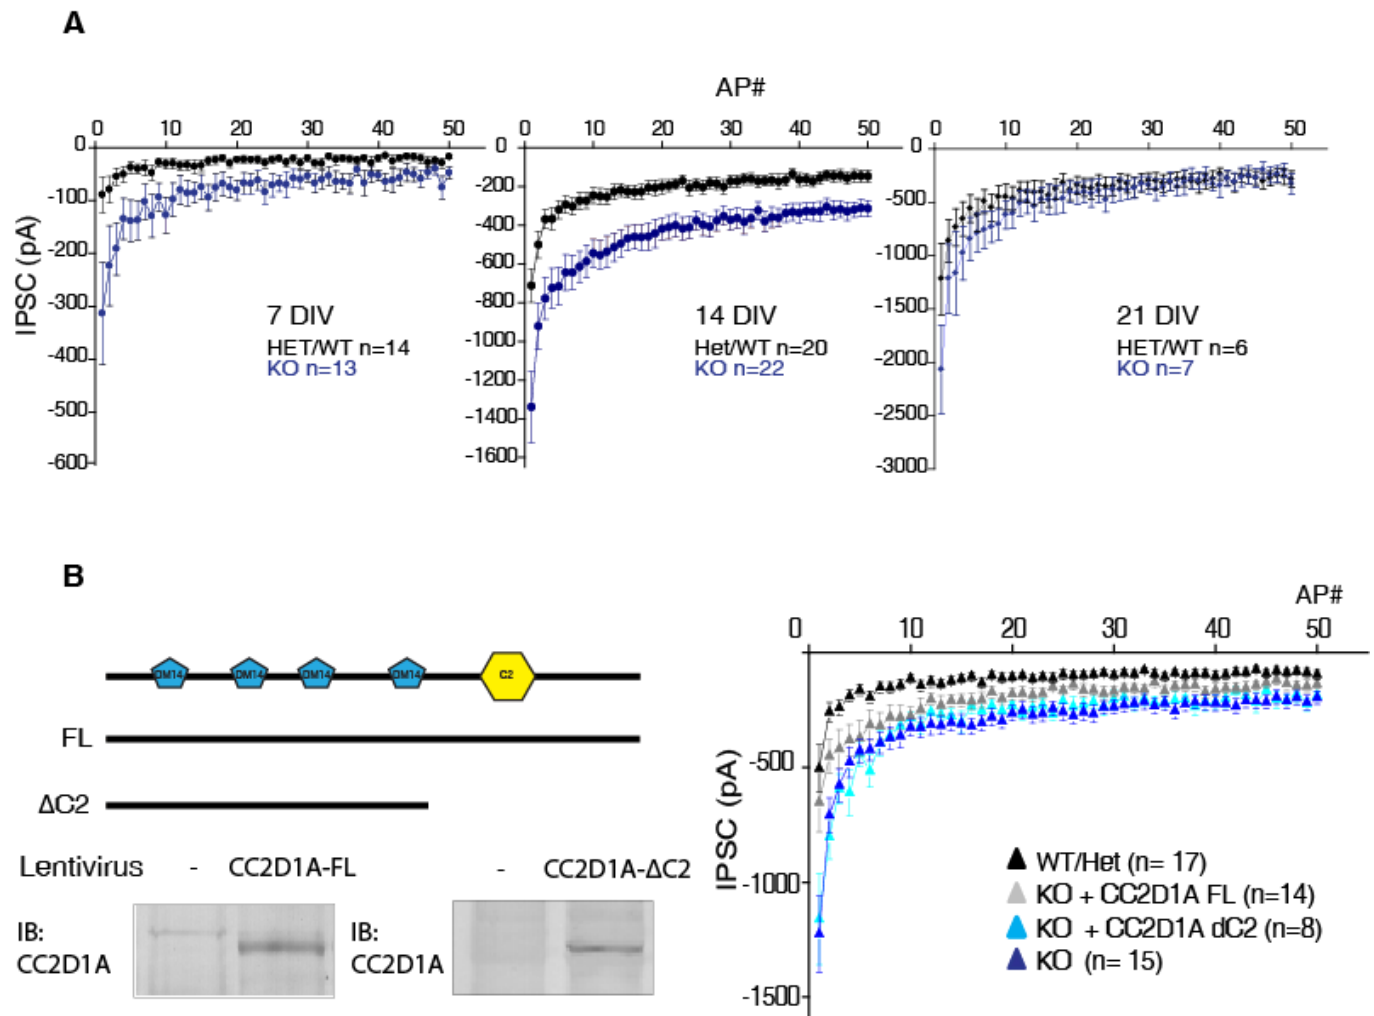 A
AP#
0 10 20 30 40 50
0 10 20 30 40 50
0 10 20 30 40 50
IPSC (pA)
0
-100
-200
-300
-400
-500
-600
7 DIV
HET/WT n=14
KO n=13
0
-200
-400
-600
-800
-1000
-1200
-1400
-1600
14 DIV
Het/WT n=20
KO n=22
0
-500
-1000
-1500
-2000
-2500
-3000
21 DIV
HET/WT n=6
KO n=7
B
DM14 DM14 DM14 DM14 C2
FL
ΔC2
Lentivirus - CC2D1A-FL - CC2D1A-ΔC2
IB:
CC2D1A
IB:
CC2D1A
AP#
0 10 20 30 40 50
IPSC (pA)
-500
-1000
-1500
WT/Het (n= 17)
KO + CC2D1A FL (n=14)
KO + CC2D1A dC2 (n=8)
KO (n= 15)